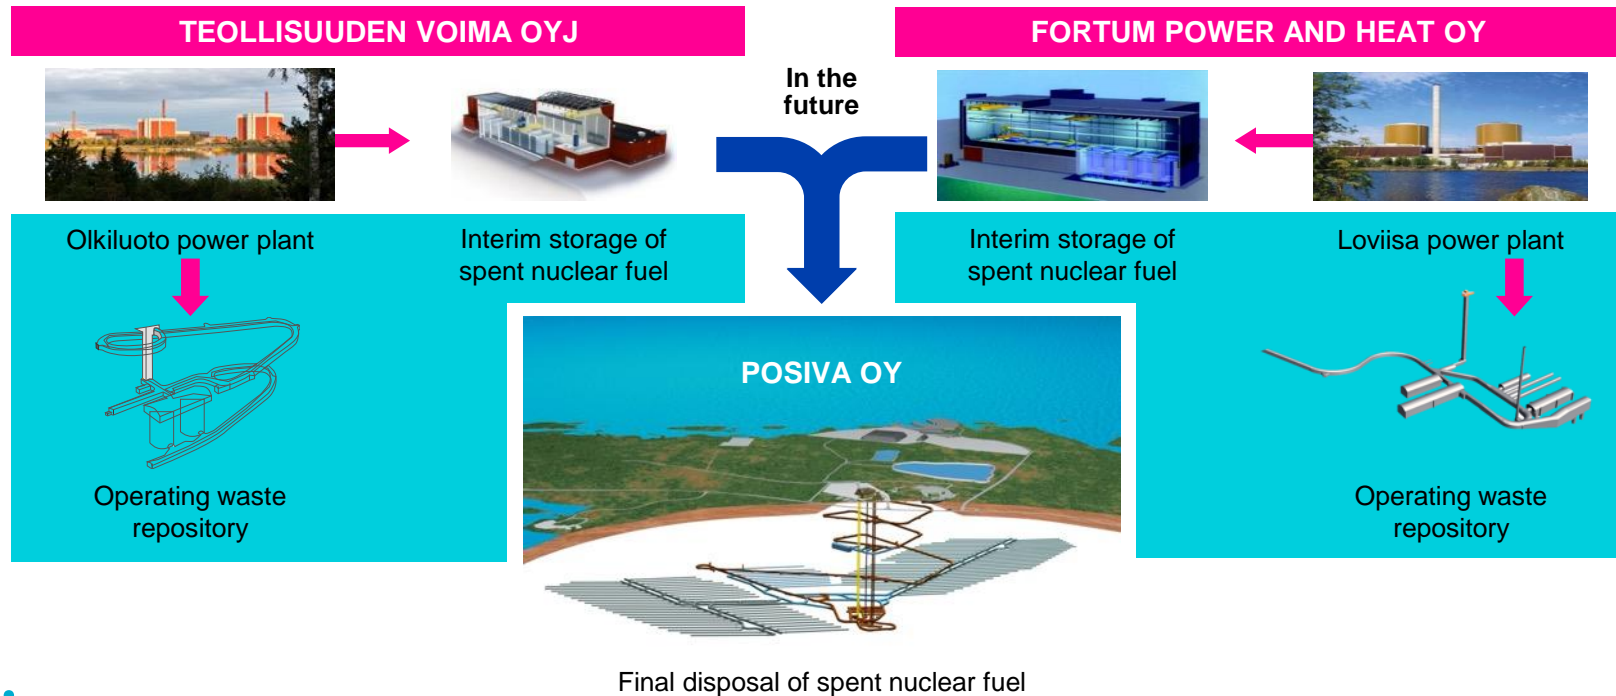 TEOLLISUUDEN VOIMA OYJ
FORTUM POWER AND HEAT OY
In the
future
Olkiluoto power plant
Interim storage of
spent nuclear fuel
Interim storage of
spent nuclear fuel
Loviisa power plant
POSIVA OY
Operating waste
repository
Operating waste
repository
Final disposal of spent nuclear fuel